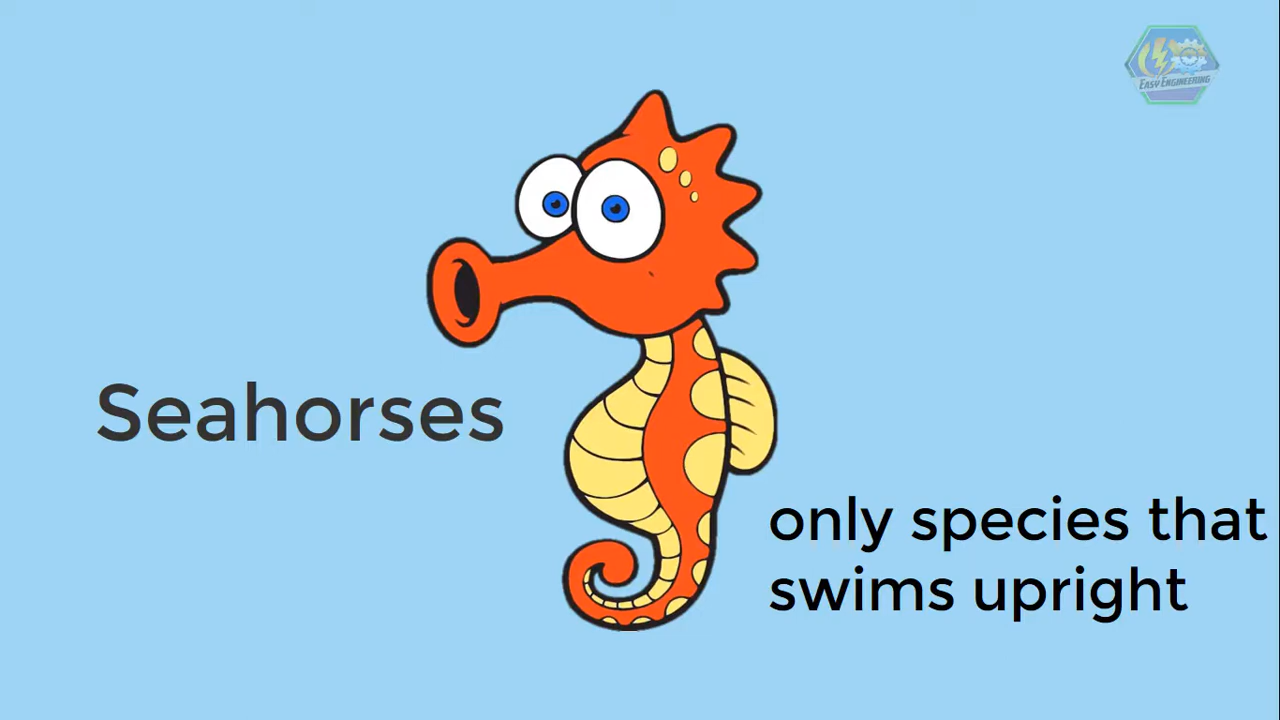 EASY ENGINEERING
Seahorses
only species that
swims upright